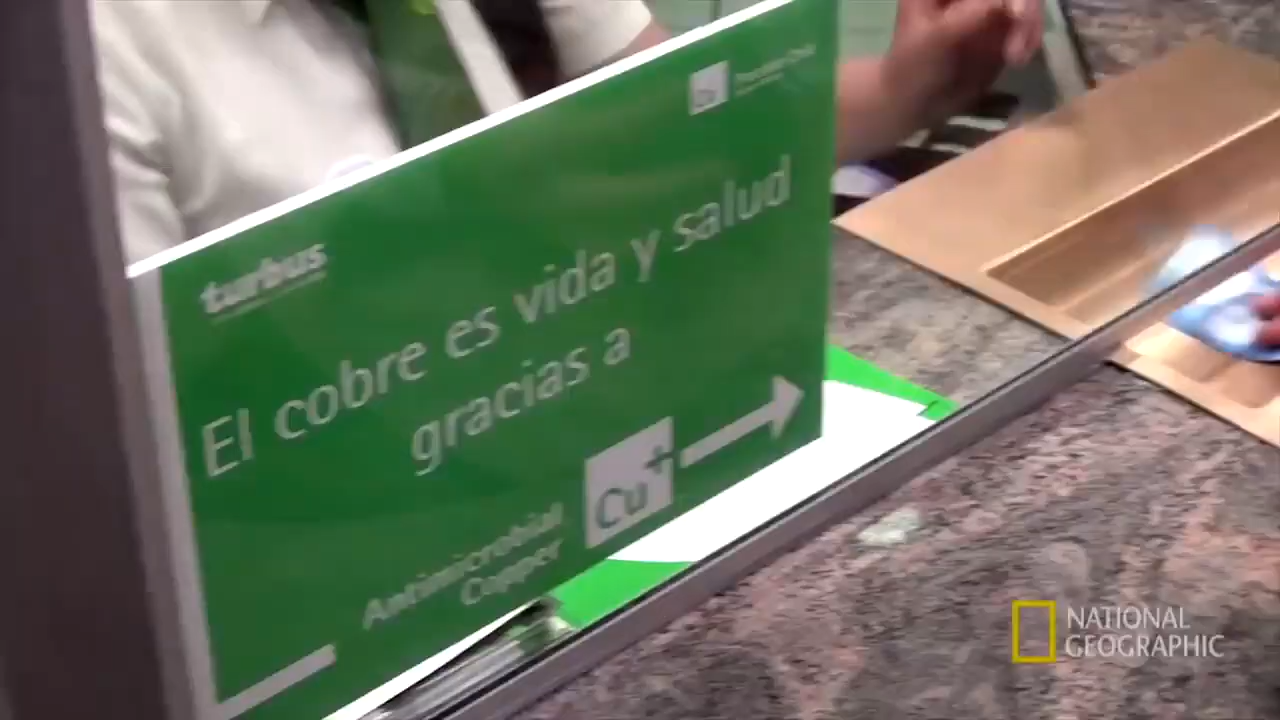 turbus
El cobre es vida y salud
gracias a
Cu+
Antimicrobial
Copper
NATIONAL
GEOGRAPHIC